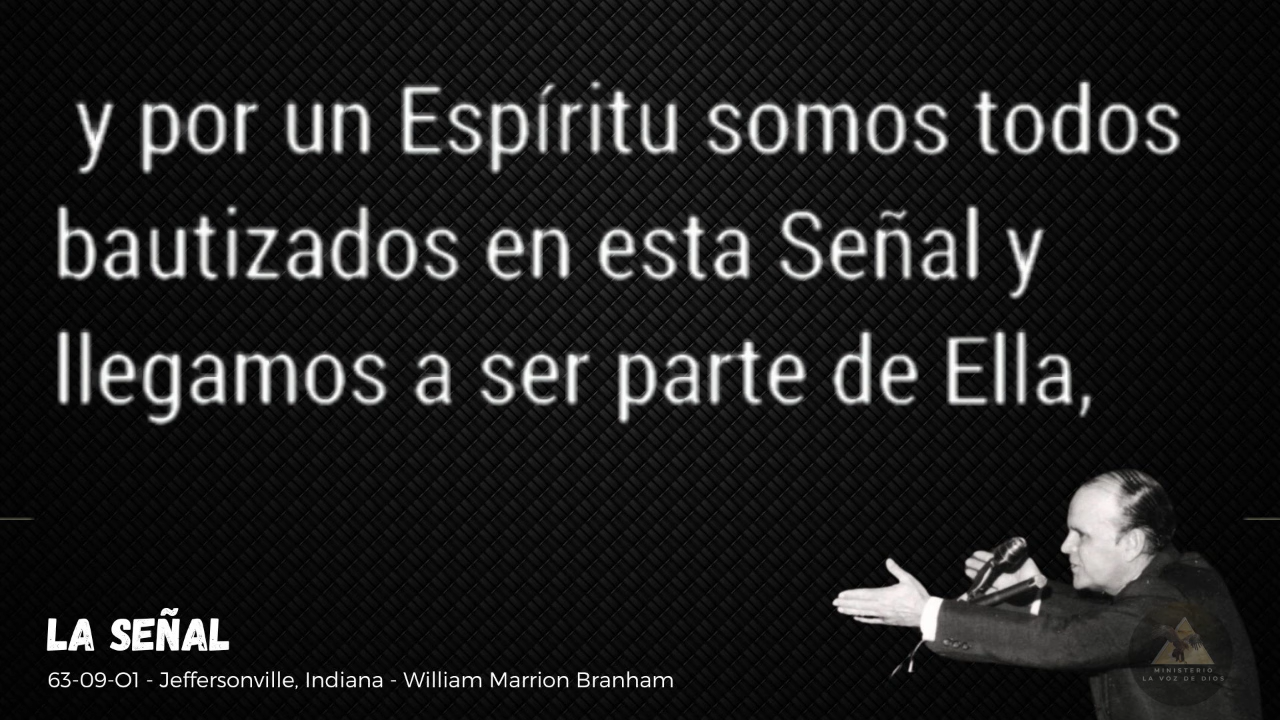 y por un Espíritu somos todos
bautizados en esta Señal y
llegamos a ser parte de Ella,
LA SEÑAL
63-09-O1 - Jeffersonville, Indiana - William Marrion Branham
MINISTERIO
LA VOZ DE DIOS